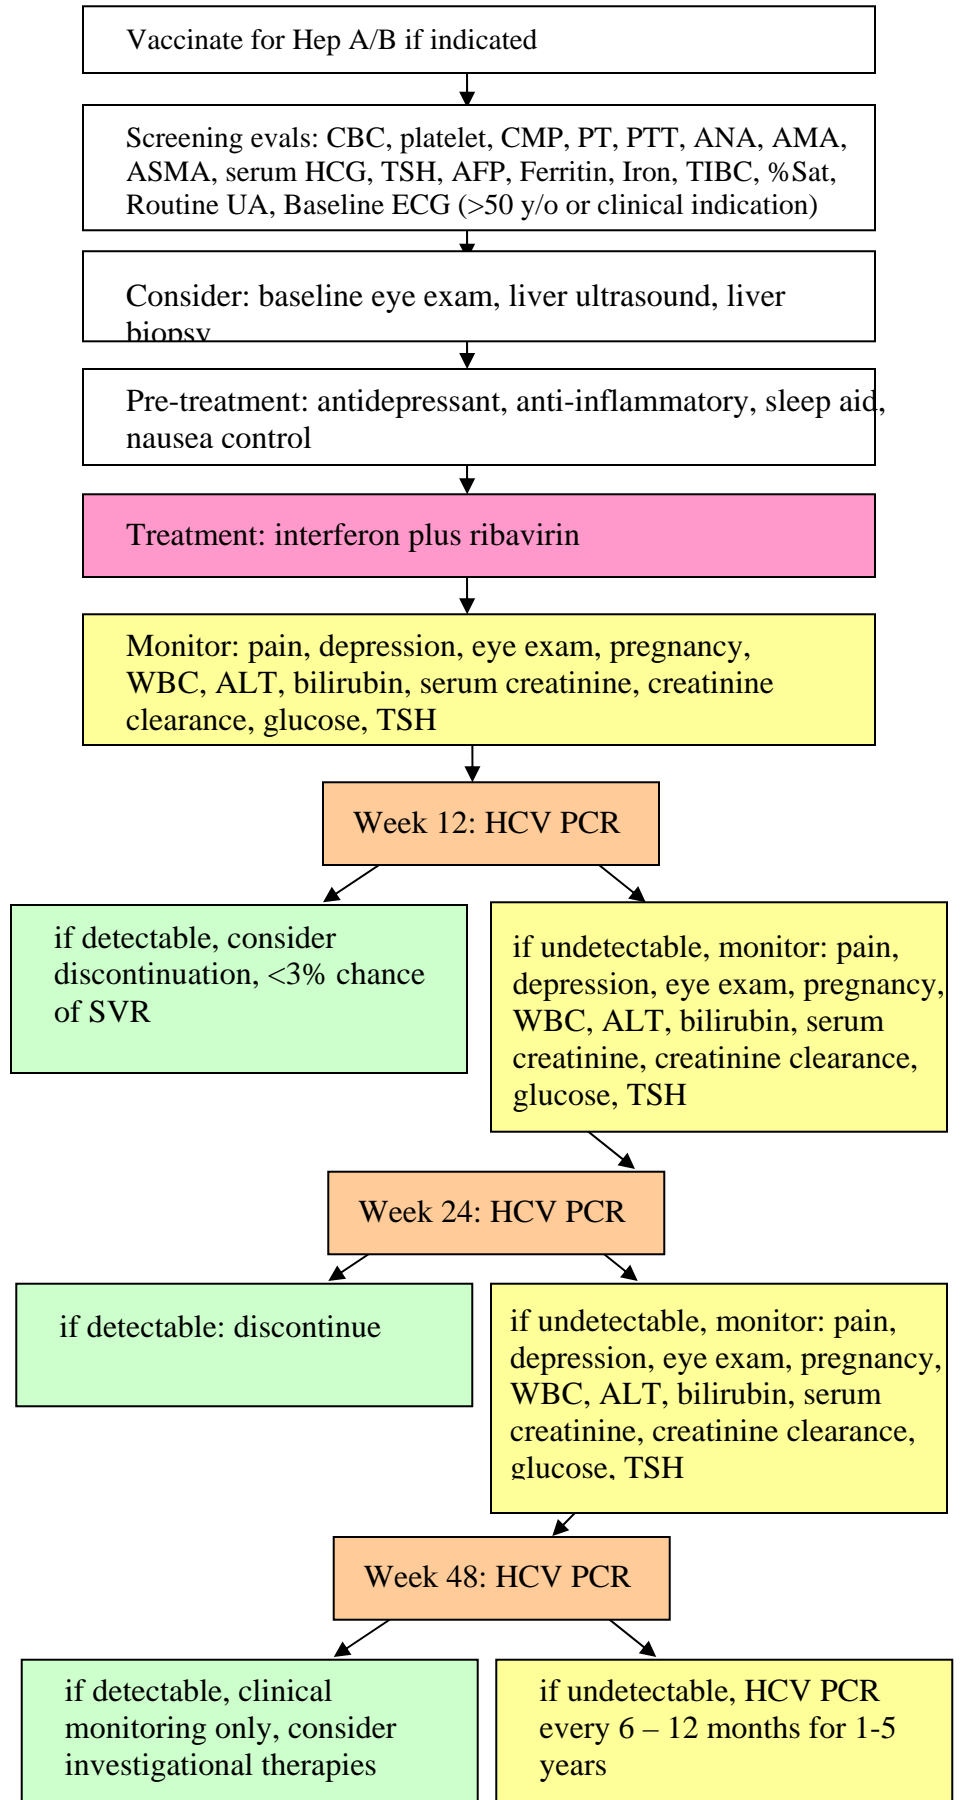 Vaccinate for Hep A/B if indicated
Screening evals: CBC, platelet, CMP, PT, PTT, ANA, AMA,
ASMA, serum HCG, TSH, AFP, Ferritin, Iron, TIBC, %Sat,
Routine UA, Baseline ECG (>50 y/o or clinical indication)
Consider: baseline eye exam, liver ultrasound, liver
biopsy
Pre-treatment: antidepressant, anti-inflammatory, sleep aid,
nausea control
Treatment: interferon plus ribavirin
Monitor: pain, depression, eye exam, pregnancy,
WBC, ALT, bilirubin, serum creatinine, creatinine
clearance, glucose, TSH
Week 12: HCV PCR
if detectable, consider
discontinuation, <3% chance
of SVR
if undetectable, monitor: pain,
depression, eye exam, pregnancy,
WBC, ALT, bilirubin, serum
creatinine, creatinine clearance,
glucose, TSH
Week 24: HCV PCR
if detectable: discontinue
if undetectable, monitor: pain,
depression, eye exam, pregnancy,
WBC, ALT, bilirubin, serum
creatinine, creatinine clearance,
glucose, TSH
Week 48: HCV PCR
if detectable, clinical
monitoring only, consider
investigational therapies
if undetectable, HCV PCR
every 6 – 12 months for 1-5
years